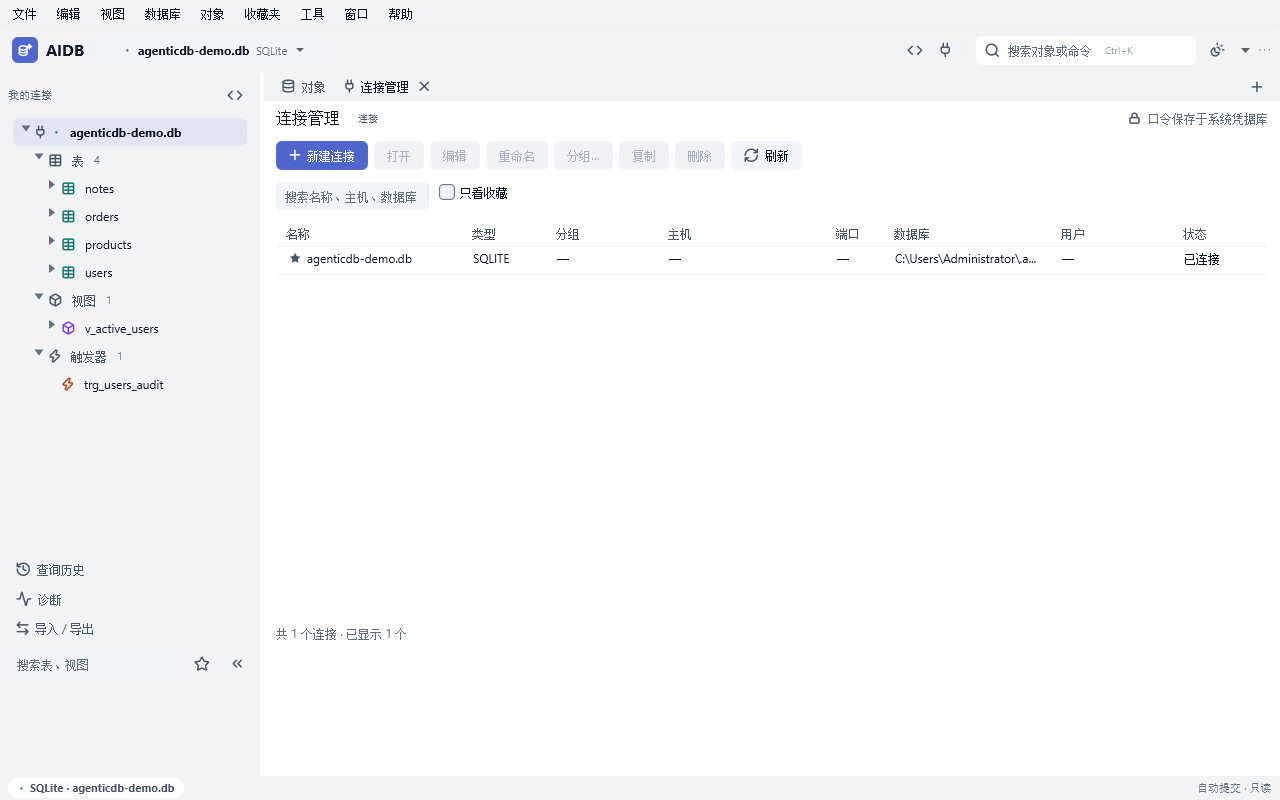 文件 编辑 视图 数据库 对象 收藏夹 工具 窗口 帮助
AIDB agenticdb-demo.db SQLite 搜索对象或命令 Ctrl+K
我的连接
agenticdb-demo.db
表 4
notes
orders
products
users
视图 1
v_active_users
触发器 1
trg_users_audit
查询历史
诊断
导入 / 导出
搜索表、视图
对象 连接管理
连接管理 连接 口令保存于系统凭据库
新建连接 打开 编辑 重命名 分组... 复制 删除 刷新
搜索名称、主机、数据库 只看收藏
名称 类型 分组 主机 端口 数据库 用户 状态
agenticdb-demo.db SQLITE — — — C:\Users\Administrator\.a... — 已连接
共 1 个连接 · 已显示 1 个
SQLite · agenticdb-demo.db 自动提交 · 只读